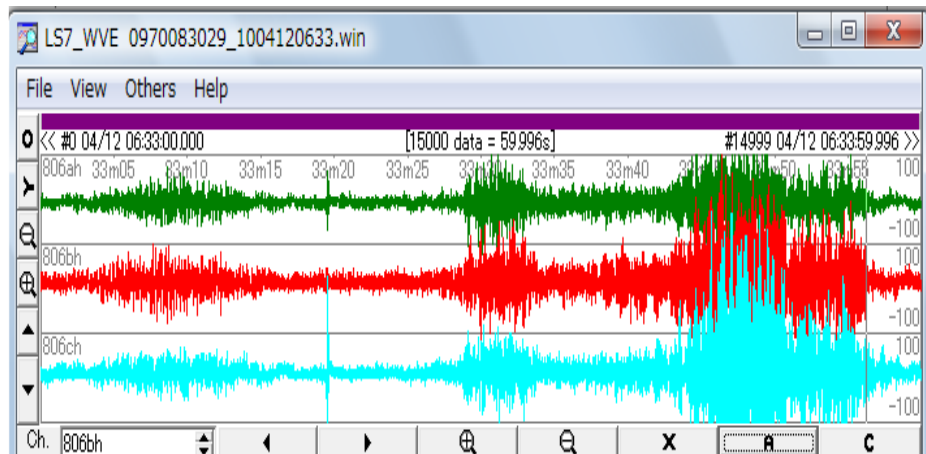 LS7_WVE 0970083029_1004120633.win
File View Others Help
<< #0 04/12 06:33:00.000 [15000 data = 59.996s] #14999 04/12 06:33:59.996 >>
806ah 33m05 33m10 33m15 33m20 33m25 33m30 33m35 33m40 100
-100
806bh 100
-100
806ch 100
-100
Ch. 806bh X A C